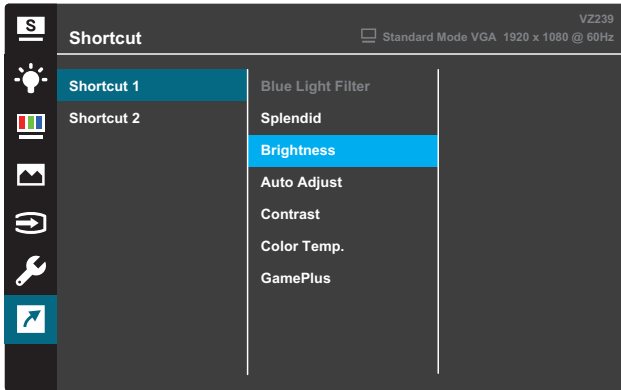 S
VZ239
Shortcut
Standard Mode VGA 1920 x 1080 @ 60Hz
Shortcut 1
Shortcut 2
Blue Light Filter
Splendid
Brightness
Auto Adjust
Contrast
Color Temp.
GamePlus